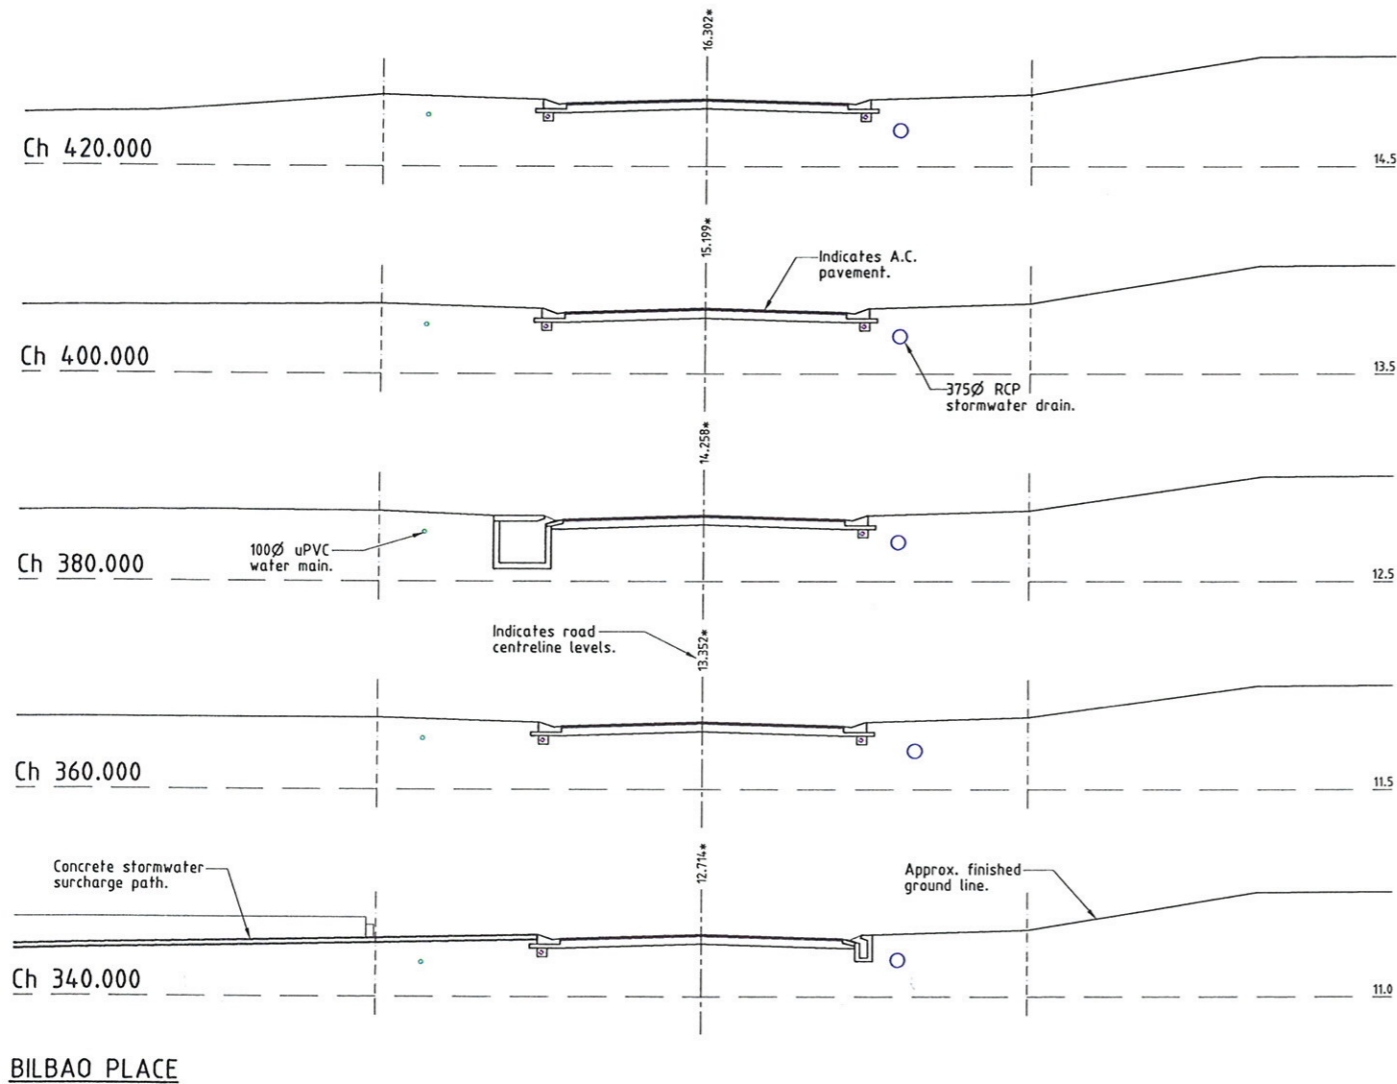 16.302*
Ch 420.000
14.5
15.199*
Indicates A.C.
pavement.
Ch 400.000
13.5
375Ø RCP
stormwater drain.
14.258*
100Ø uPVC
water main.
Ch 380.000
12.5
Indicates road
centreline levels.
13.352*
Ch 360.000
11.5
12.714*
Concrete stormwater
surcharge path.
Approx. finished
ground line.
Ch 340.000
11.0
BILBAO PLACE